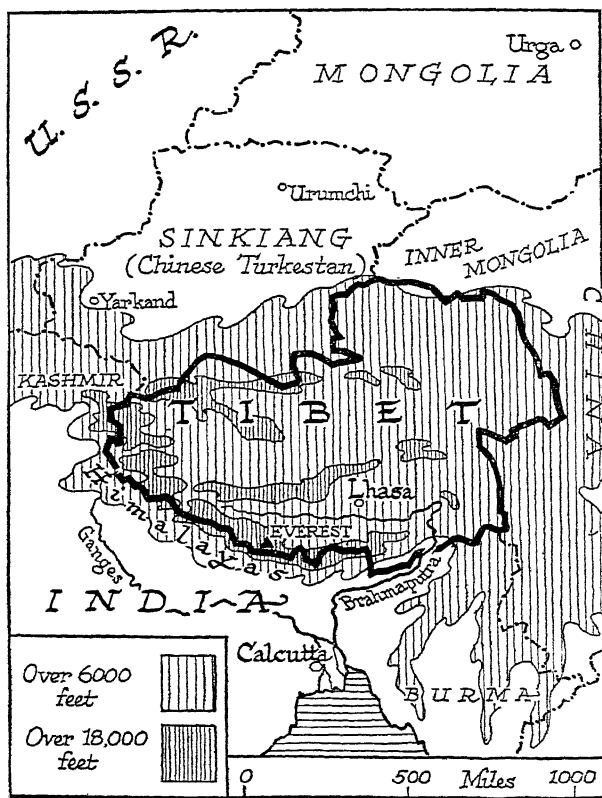 U. S. S. R.
Urga
MONGOLIA
Urumchi
SINKIANG
(Chinese Turkestan)
INNER
MONGOLIA
Yarkand
CHINA
KASHMIR
TIBET
Lhasa
Himalayas
EVEREST
Ganges
Brahmaputra
INDIA
Calcutta
BURMA
Over 6000
feet
Over 18,000
feet
0 500 Miles 1000